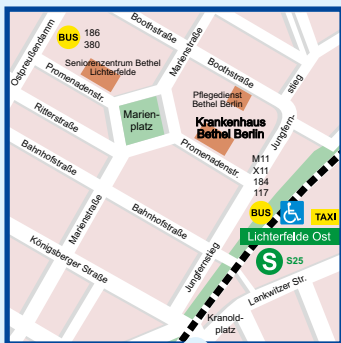 Ostpreußendamm
BUS
186
380
Boothstraße
Marienstraße
Seniorenzentrum Bethel
Lichterfelde
Promenadenstr.
Boothstraße
Pflegedienst
Bethel Berlin
Jungfern-
stieg
Ritterstraße
Marien-
platz
Krankenhaus
Bethel Berlin
Promenadenstr.
Bahnhofstraße
M11
X11
184
117
BUS
TAXI
Marienstraße
Bahnhofstraße
Lichterfelde Ost
S
S25
Königsberger Straße
Jungfernstieg
Lankwitzer Str.
Kranold-
platz